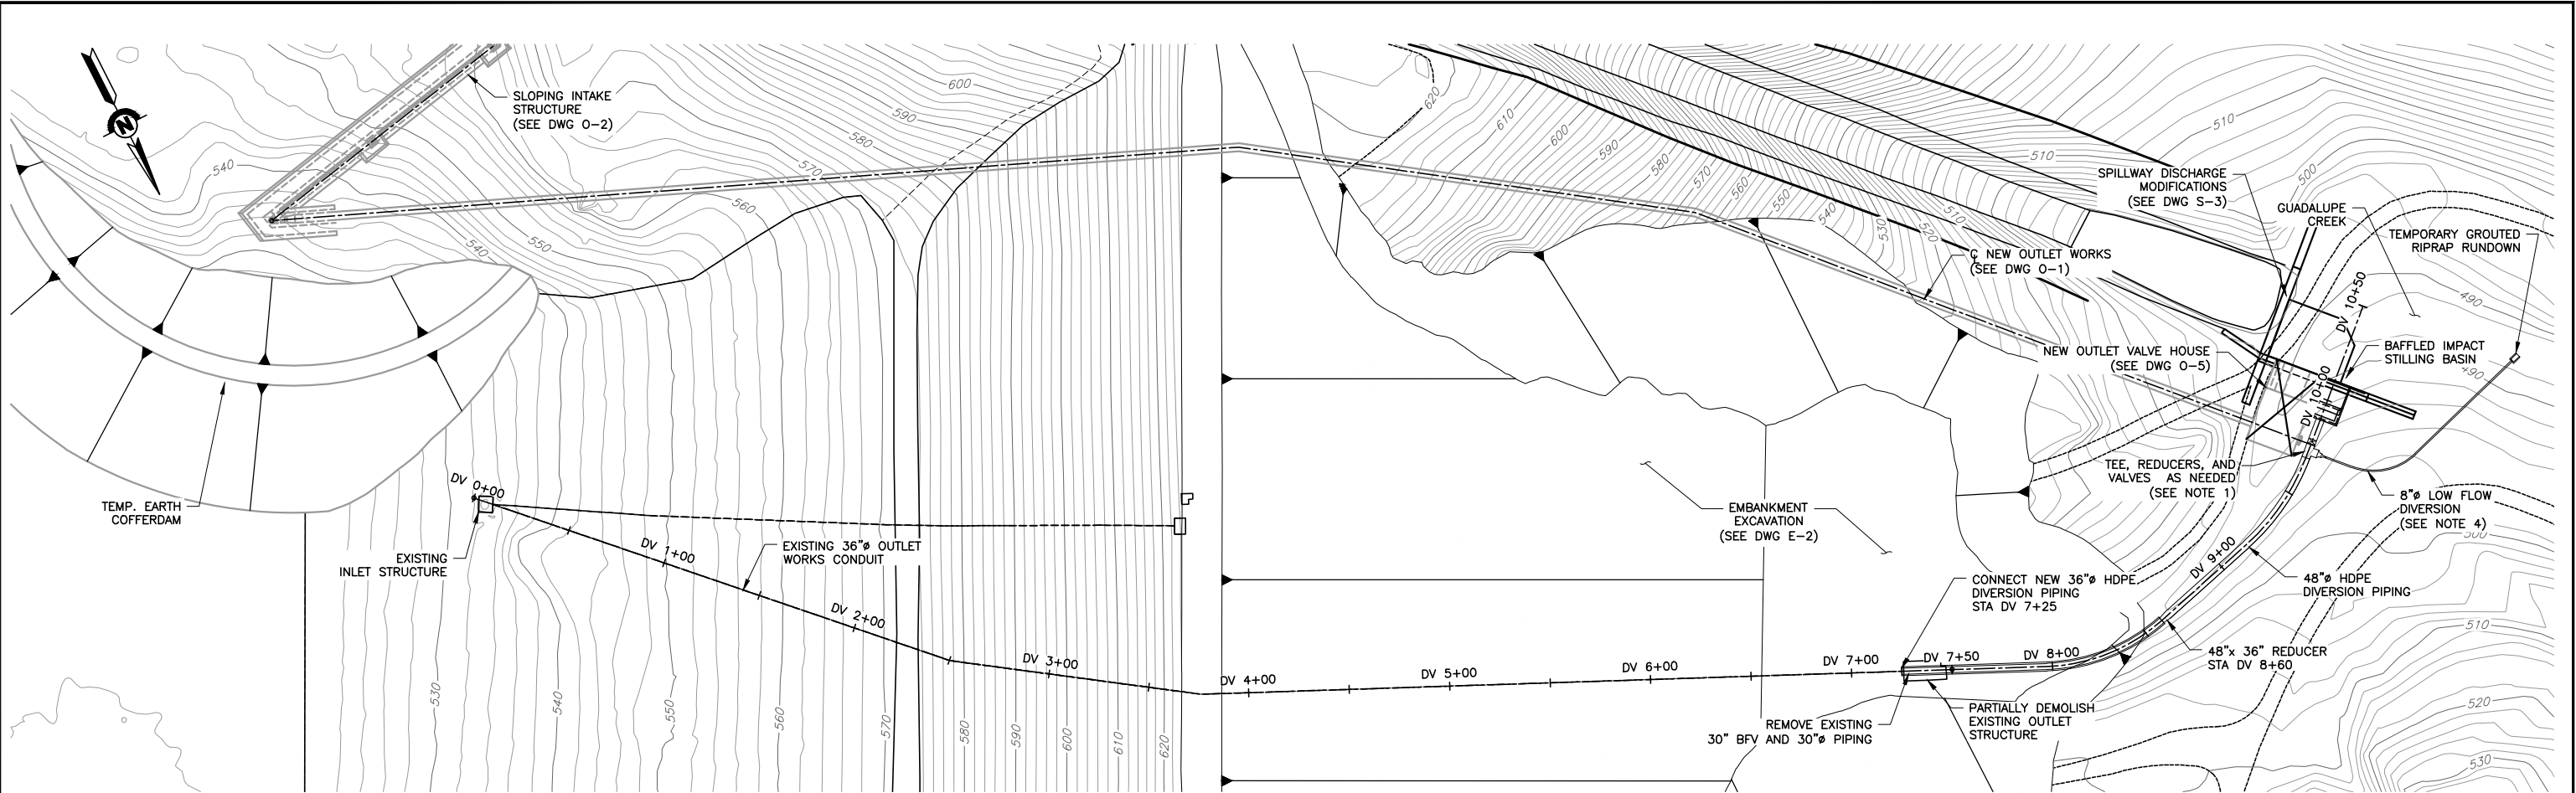 N
SLOPING INTAKE
STRUCTURE
(SEE DWG O-2)
600
590
580
570
560
550
540
540
620
610
600
590
580
570
560
550
540
530
520
510
510
510
500
490
490
SPILLWAY DISCHARGE
MODIFICATIONS
(SEE DWG S-3)
GUADALUPE
CREEK
TEMPORARY GROUTED
RIPRAP RUNDOWN
℄ NEW OUTLET WORKS
(SEE DWG O-1)
DV 10+50
NEW OUTLET VALVE HOUSE
(SEE DWG O-5)
BAFFLED IMPACT
STILLING BASIN
DV 10+00
TEE, REDUCERS, AND
VALVES AS NEEDED
(SEE NOTE 1)
8"ø LOW FLOW
DIVERSION
(SEE NOTE 4)
500
TEMP. EARTH
COFFERDAM
DV 0+00
EXISTING
INLET STRUCTURE
DV 1+00
EXISTING 36"ø OUTLET
WORKS CONDUIT
DV 2+00
DV 3+00
DV 4+00
DV 5+00
DV 6+00
DV 7+00
DV 7+50
DV 8+00
DV 9+00
EMBANKMENT
EXCAVATION
(SEE DWG E-2)
CONNECT NEW 36"ø HDPE
DIVERSION PIPING
STA DV 7+25
48"ø HDPE
DIVERSION PIPING
48"x 36" REDUCER
STA DV 8+60
REMOVE EXISTING
30" BFV AND 30"ø PIPING
PARTIALLY DEMOLISH
EXISTING OUTLET
STRUCTURE
530
540
550
560
570
580
590
600
610
620
510
520
530